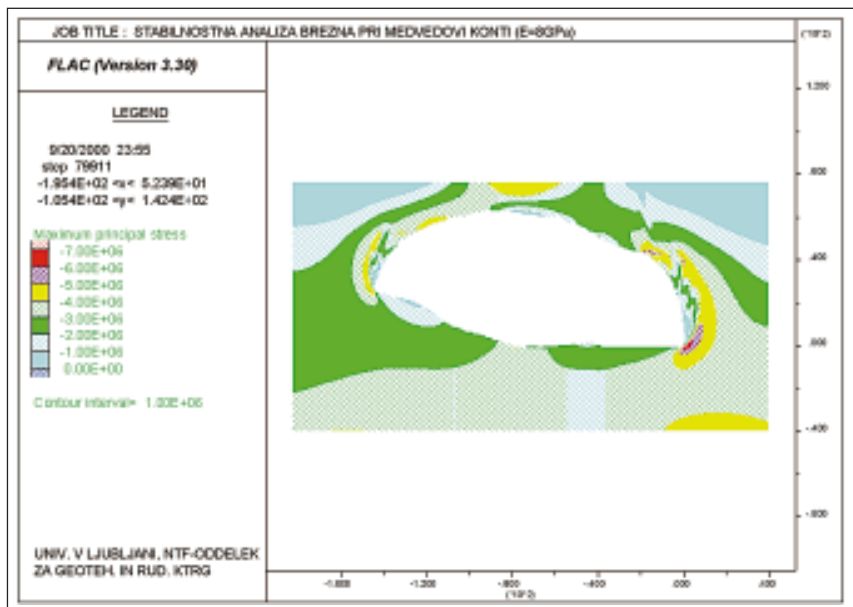 JOB TITLE : STABILNOSTNA ANALIZA BREZNA PRI MEDVEDOVI KONTI (E=8GPa)
(*10^2)
FLAC (Version 3.30)
LEGEND
9/20/2000 23:55
step 79911
-1.954E+02 <x< 5.239E+01
-1.054E+02 <y< 1.424E+02
Maximum principal stress
-7.00E+06
-6.00E+06
-5.00E+06
-4.00E+06
-3.00E+06
-2.00E+06
-1.00E+06
0.00E+00
Contour interval= 1.00E+06
UNIV. V LJUBLJANI, NTF-ODDELEK
ZA GEOTEH. IN RUD. KTRG
1.200
.800
.400
.000
-.400
-.800
-1.600 -1.200 -.800 -.400 .000 .400
(*10^2)